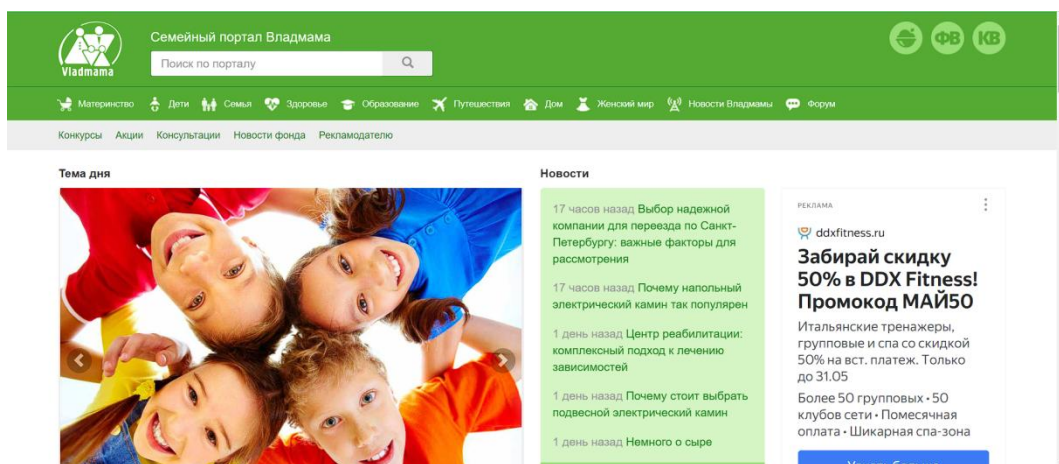 Vladmama
Семейный портал Владмама
Поиск по порталу
ФВ
КВ
Материнство
Дети
Семья
Здоровье
Образование
Путешествия
Дом
Женский мир
Новости Владмамы
Форум
Конкурсы
Акции
Консультации
Новости фонда
Рекламодателю
Тема дня
Новости
17 часов назад Выбор надежной
компании для переезда по Санкт-
Петербургу: важные факторы для
рассмотрения
17 часов назад Почему напольный
электрический камин так популярен
1 день назад Центр реабилитации:
комплексный подход к лечению
зависимостей
1 день назад Почему стоит выбрать
подвесной электрический камин
1 день назад Немного о сыре
РЕКЛАМА
ddxfitness.ru
Забирай скидку
50% в DDX Fitness!
Промокод МАЙ50
Итальянские тренажеры,
групповые и спа со скидкой
50% на вст. платеж. Только
до 31.05
Более 50 групповых • 50
клубов сети • Помесячная
оплата • Шикарная спа-зона